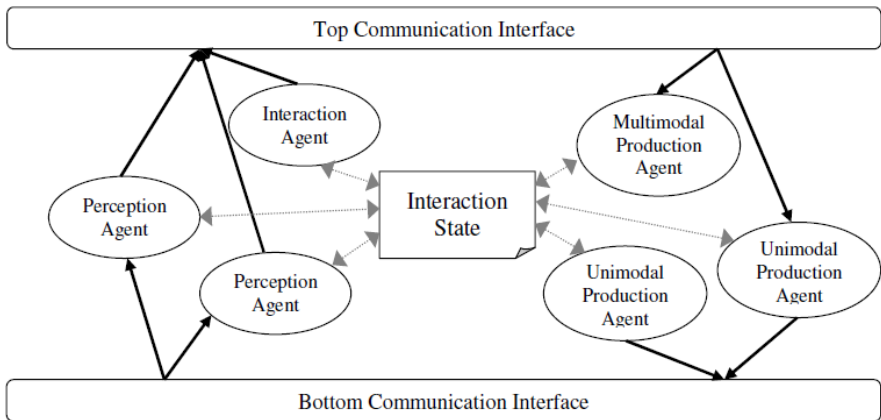 Top Communication Interface
Interaction
Agent
Multimodal
Production
Agent
Perception
Agent
Interaction
State
Perception
Agent
Unimodal
Production
Agent
Unimodal
Production
Agent
Bottom Communication Interface